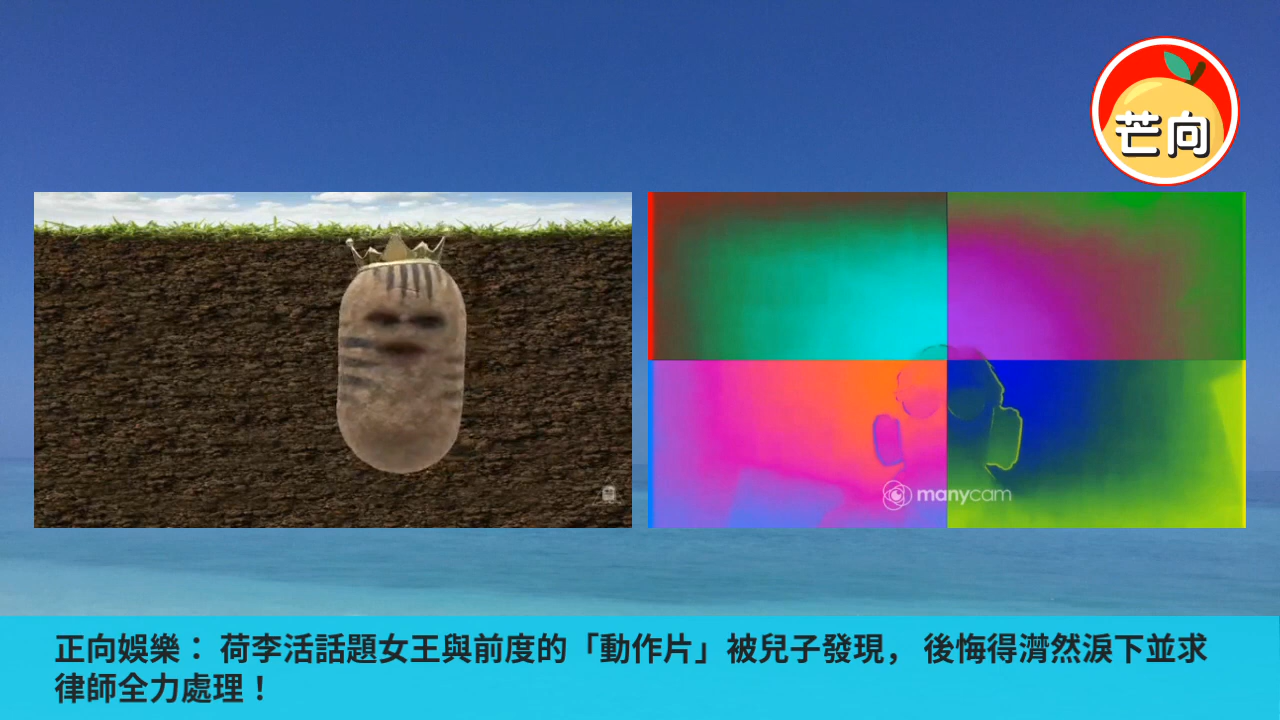 芒向
manycam
正向娛樂： 荷李活話題女王與前度的「動作片」被兒子發現， 後悔得潸然淚下並求
律師全力處理！